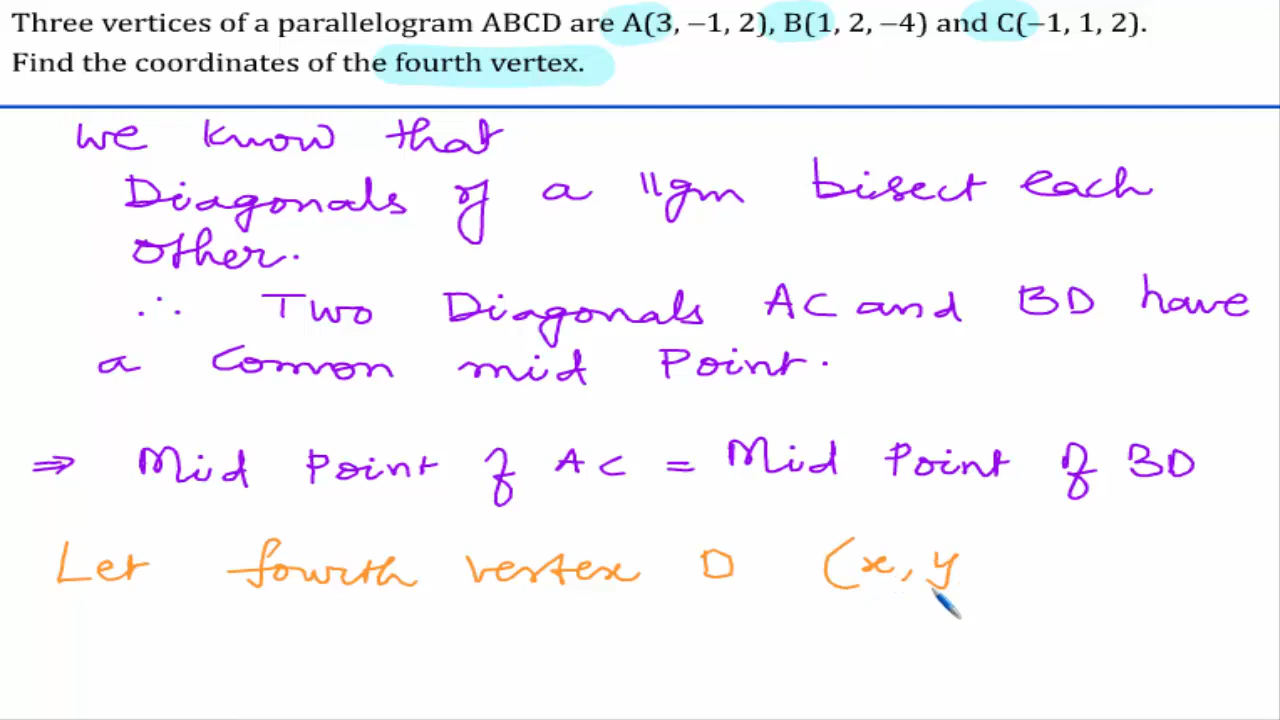 Three vertices of a parallelogram ABCD are A(3, −1, 2), B(1, 2, −4) and C(−1, 1, 2).
Find the coordinates of the fourth vertex.
We know that
Diagonals of a ||gm bisect each
other.
∴ Two Diagonals AC and BD have
a common mid Point.
⇒ Mid Point of AC = Mid Point of BD
Let fourth vertex D (x, y